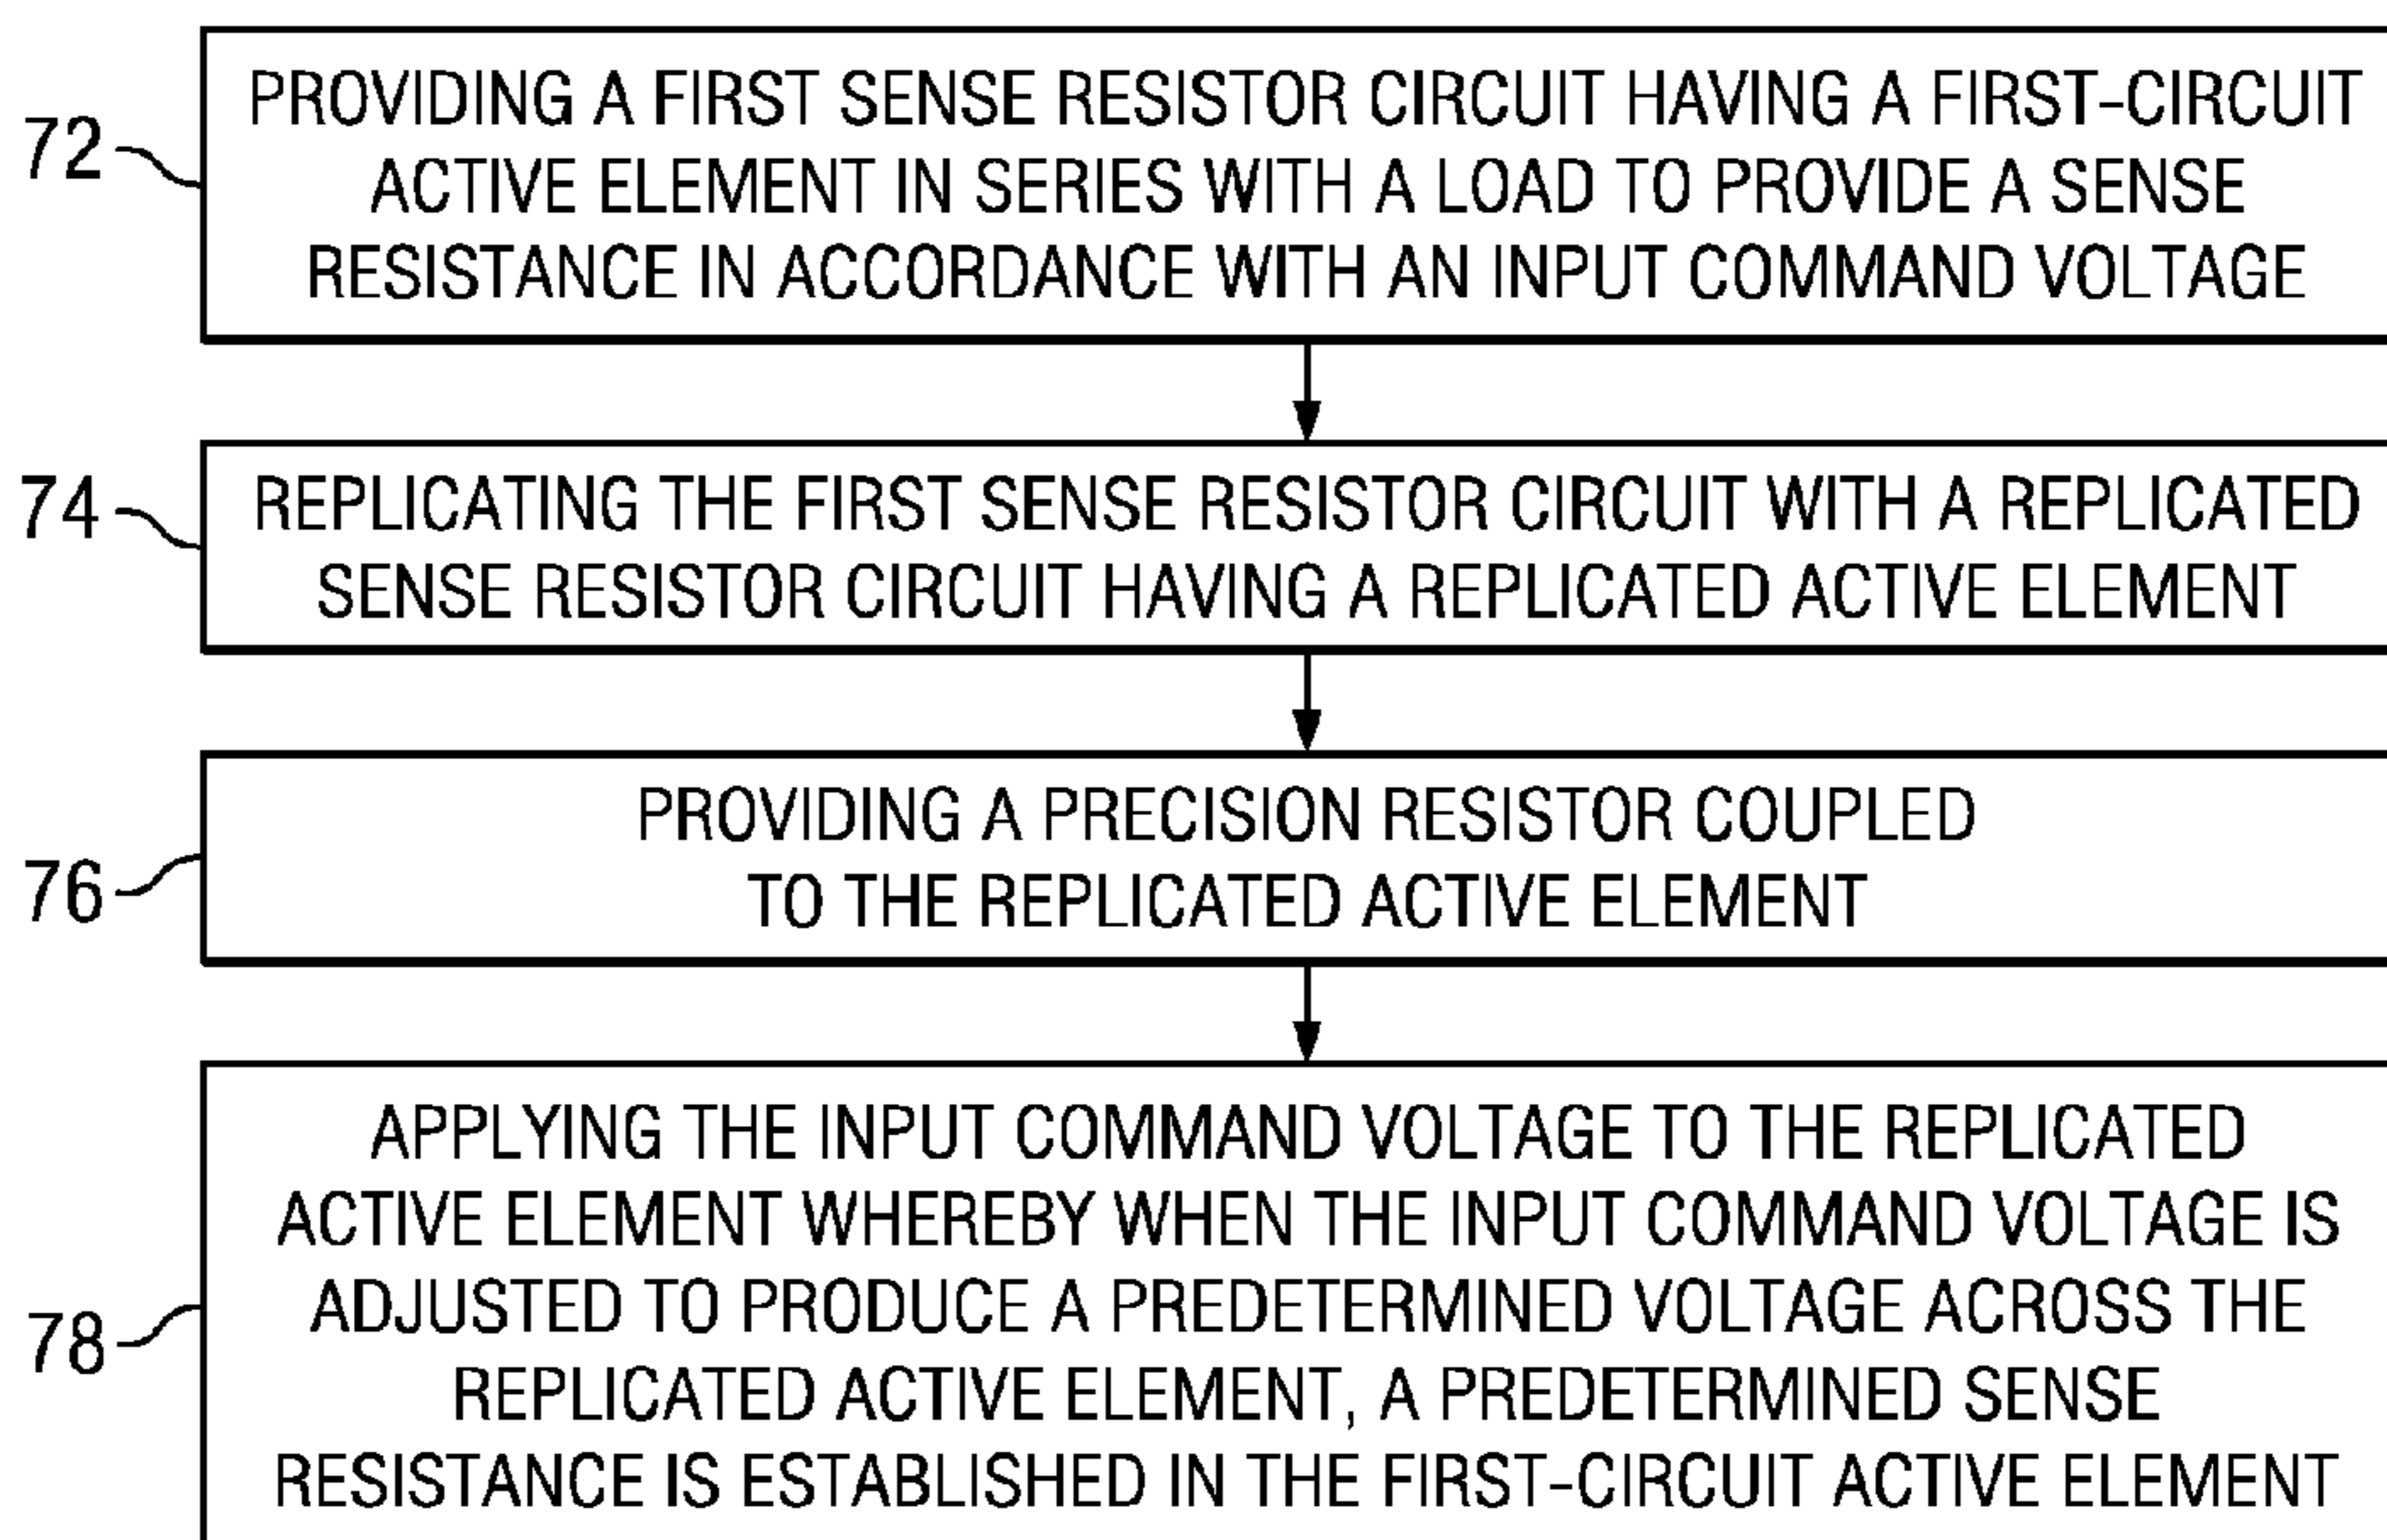 72
PROVIDING A FIRST SENSE RESISTOR CIRCUIT HAVING A FIRST-CIRCUIT
ACTIVE ELEMENT IN SERIES WITH A LOAD TO PROVIDE A SENSE
RESISTANCE IN ACCORDANCE WITH AN INPUT COMMAND VOLTAGE
74
REPLICATING THE FIRST SENSE RESISTOR CIRCUIT WITH A REPLICATED
SENSE RESISTOR CIRCUIT HAVING A REPLICATED ACTIVE ELEMENT
76
PROVIDING A PRECISION RESISTOR COUPLED
TO THE REPLICATED ACTIVE ELEMENT
78
APPLYING THE INPUT COMMAND VOLTAGE TO THE REPLICATED
ACTIVE ELEMENT WHEREBY WHEN THE INPUT COMMAND VOLTAGE IS
ADJUSTED TO PRODUCE A PREDETERMINED VOLTAGE ACROSS THE
REPLICATED ACTIVE ELEMENT, A PREDETERMINED SENSE
RESISTANCE IS ESTABLISHED IN THE FIRST-CIRCUIT ACTIVE ELEMENT